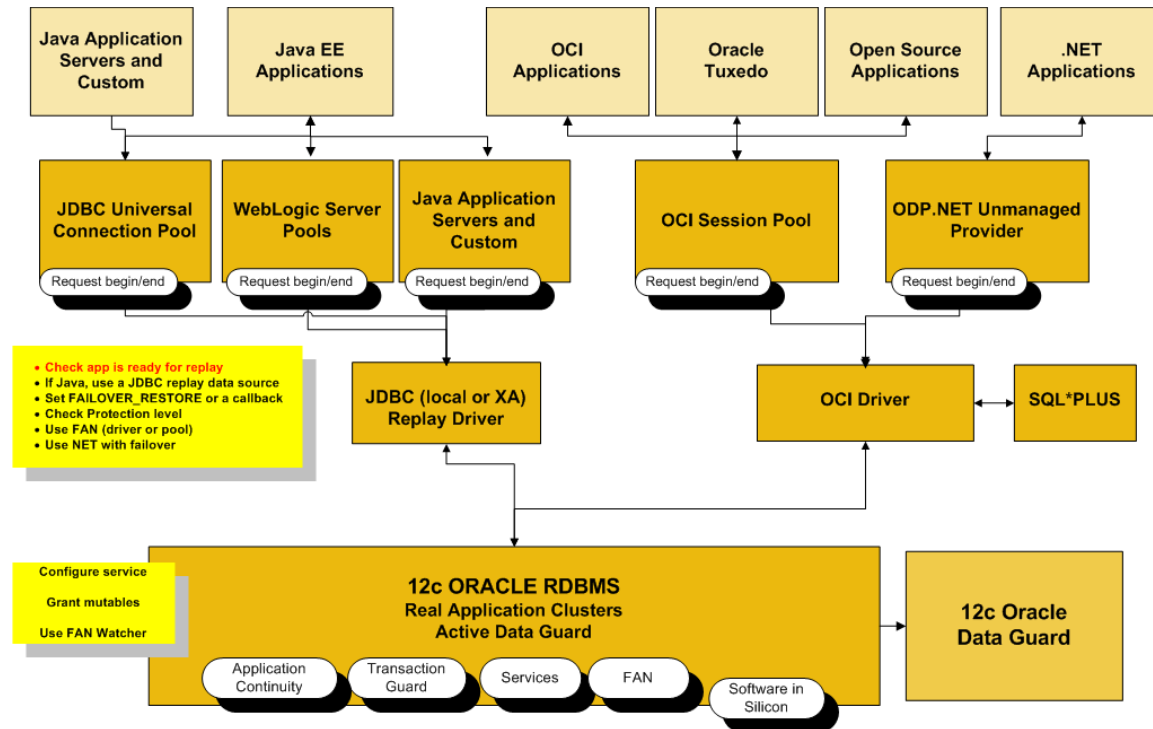 Java Application
Servers and
Custom
Java EE
Applications
OCI
Applications
Oracle
Tuxedo
Open Source
Applications
.NET
Applications
JDBC Universal
Connection Pool
Request begin/end
WebLogic Server
Pools
Request begin/end
Java Application
Servers and
Custom
Request begin/end
OCI Session Pool
Request begin/end
ODP.NET Unmanaged
Provider
Request begin/end
• Check app is ready for replay
• If Java, use a JDBC replay data source
• Set FAILOVER_RESTORE or a callback
• Check Protection level
• Use FAN (driver or pool)
• Use NET with failover
JDBC (local or XA)
Replay Driver
OCI Driver
SQL*PLUS
Configure service
Grant mutables
Use FAN Watcher
12c ORACLE RDBMS
Real Application Clusters
Active Data Guard
Application
Continuity
Transaction
Guard
Services
FAN
Software in
Silicon
12c Oracle
Data Guard